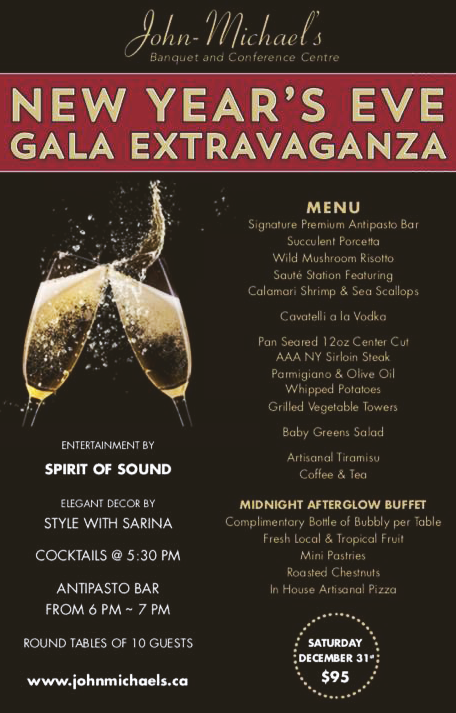 John-Michael's
Banquet and Conference Centre
NEW YEAR'S EVE
GALA EXTRAVAGANZA
MENU
Signature Premium Antipasto Bar
Succulent Porcetta
Wild Mushroom Risotto
Sauté Station Featuring
Calamari Shrimp & Sea Scallops
Cavatelli a la Vodka
Pan Seared 12oz Center Cut
AAA NY Sirloin Steak
Parmigiano & Olive Oil
Whipped Potatoes
Grilled Vegetable Towers
Baby Greens Salad
Artisanal Tiramisu
Coffee & Tea
MIDNIGHT AFTERGLOW BUFFET
Complimentary Bottle of Bubbly per Table
Fresh Local & Tropical Fruit
Mini Pastries
Roasted Chestnuts
In House Artisanal Pizza
SATURDAY
DECEMBER 31st
$95
ENTERTAINMENT BY
SPIRIT OF SOUND
ELEGANT DECOR BY
STYLE WITH SARINA
COCKTAILS @ 5:30 PM
ANTIPASTO BAR
FROM 6 PM ~ 7 PM
ROUND TABLES OF 10 GUESTS
www.johnmichaels.ca